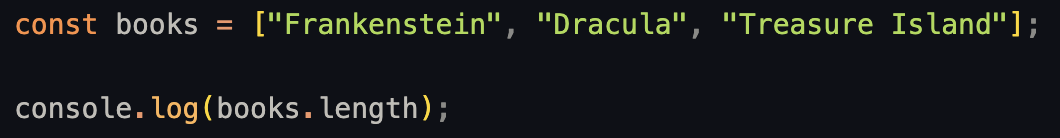 const books = ["Frankenstein", "Dracula", "Treasure Island"];
console.log(books.length);